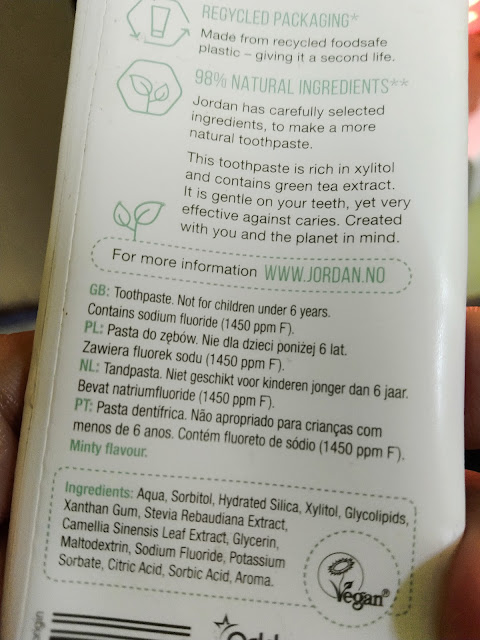 RECYCLED PACKAGING*
Made from recycled foodsafe
plastic – giving it a second life.
98% NATURAL INGREDIENTS**
Jordan has carefully selected
ingredients, to make a more
natural toothpaste.
This toothpaste is rich in xylitol
and contains green tea extract.
It is gentle on your teeth, yet very
effective against caries. Created
with you and the planet in mind.
For more information WWW.JORDAN.NO
GB: Toothpaste. Not for children under 6 years.
Contains sodium fluoride (1450 ppm F).
PL: Pasta do zębów. Nie dla dzieci poniżej 6 lat.
Zawiera fluorek sodu (1450 ppm F).
NL: Tandpasta. Niet geschikt voor kinderen jonger dan 6 jaar.
Bevat natriumfluoride (1450 ppm F).
PT: Pasta dentífrica. Não apropriado para crianças com
menos de 6 anos. Contém fluoreto de sódio (1450 ppm F).
Minty flavour.
Ingredients: Aqua, Sorbitol, Hydrated Silica, Xylitol, Glycolipids,
Xanthan Gum, Stevia Rebaudiana Extract,
Camellia Sinensis Leaf Extract, Glycerin,
Maltodextrin, Sodium Fluoride, Potassium
Sorbate, Citric Acid, Sorbic Acid, Aroma.
Vegan®
origin